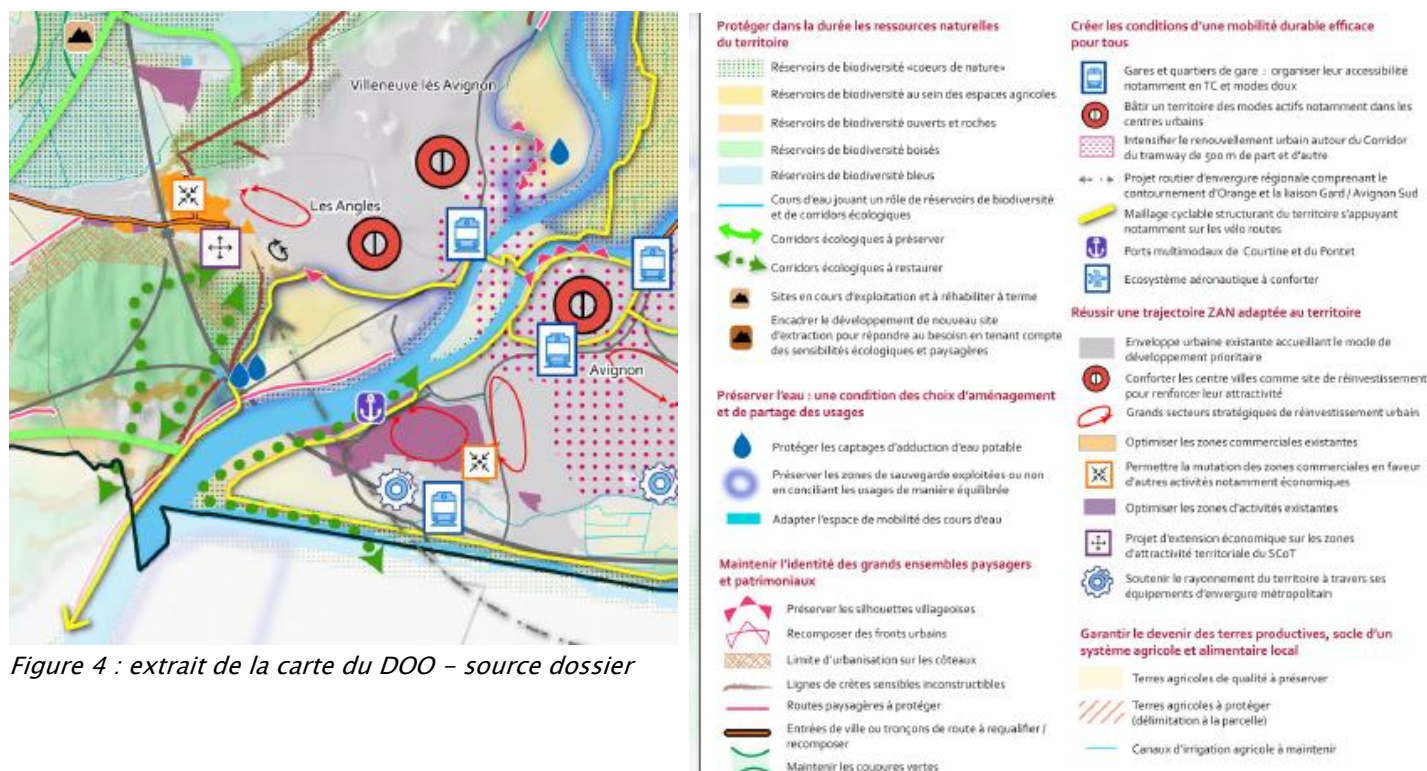 Villeneuve lés Avignon
Les Angles
Avignon
Figure 4 : extrait de la carte du DOO – source dossier
Protéger dans la durée les ressources naturelles
du territoire
Réservoirs de biodiversité «coeurs de nature»
Réservoirs de biodiversité au sein des espaces agricoles
Réservoirs de biodiversité ouverts et roches
Réservoirs de biodiversité boisés
Réservoirs de biodiversité bleus
Cours d'eau jouant un rôle de réservoirs de biodiversité
et de corridors écologiques
Corridors écologiques à préserver
Corridors écologiques à restaurer
Sites en cours d'exploitation et à réhabiliter à terme
Encadrer le développement de nouveau site
d'extraction pour répondre au besoin en tenant compte
des sensibilités écologiques et paysagères
Préserver l'eau : une condition des choix d'aménagement
et de partage des usages
Protéger les captages d'adduction d'eau potable
Préserver les zones de sauvegarde exploitées ou non
en conciliant les usages de manière équilibrée
Adapter l'espace de mobilité des cours d'eau
Maintenir l'identité des grands ensembles paysagers
et patrimoniaux
Préserver les silhouettes villageoises
Recomposer des fronts urbains
Limite d'urbanisation sur les côteaux
Lignes de crêtes sensibles inconstructibles
Routes paysagères à protéger
Entrées de ville ou tronçons de route à requalifier /
recomposer
Maintenir les coupures vertes
Créer les conditions d'une mobilité durable efficace
pour tous
Gares et quartiers de gare : organiser leur accessibilité
notamment en TC et modes doux
Bâtir un territoire des modes actifs notamment dans les
centres urbains
Intensifier le renouvellement urbain autour du Corridor
du tramway de 500 m de part et d'autre
Projet routier d'envergure régionale comprenant le
contournement d'Orange et la liaison Gard / Avignon Sud
Maillage cyclable structurant du territoire s'appuyant
notamment sur les vélo routes
Ports multimodaux de Courtine et du Pontet
Ecosystème aéronautique à conforter
Réussir une trajectoire ZAN adaptée au territoire
Enveloppe urbaine existante accueillant le mode de
développement prioritaire
Conforter les centre villes comme site de réinvestissement
pour renforcer leur attractivité
Grands secteurs stratégiques de réinvestissement urbain
Optimiser les zones commerciales existantes
Permettre la mutation des zones commerciales en faveur
d'autres activités notamment économiques
Optimiser les zones d'activités existantes
Projet d'extension économique sur les zones
d'attractivité territoriale du SCoT
Soutenir le rayonnement du territoire à travers ses
équipements d'envergure métropolitain
Garantir le devenir des terres productives, socle d'un
système agricole et alimentaire local
Terres agricoles de qualité à préserver
Terres agricoles à protéger
(délimitation à la parcelle)
Canaux d'irrigation agricole à maintenir